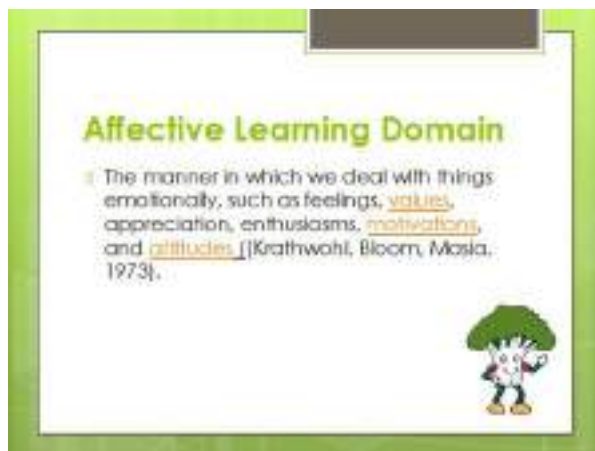 Affective Learning Domain
The manner in which we deal with things
emotionally, such as feelings, values,
appreciation, enthusiasms, motivations,
and attitudes ((Krathwohl, Bloom, Masia,
1973).